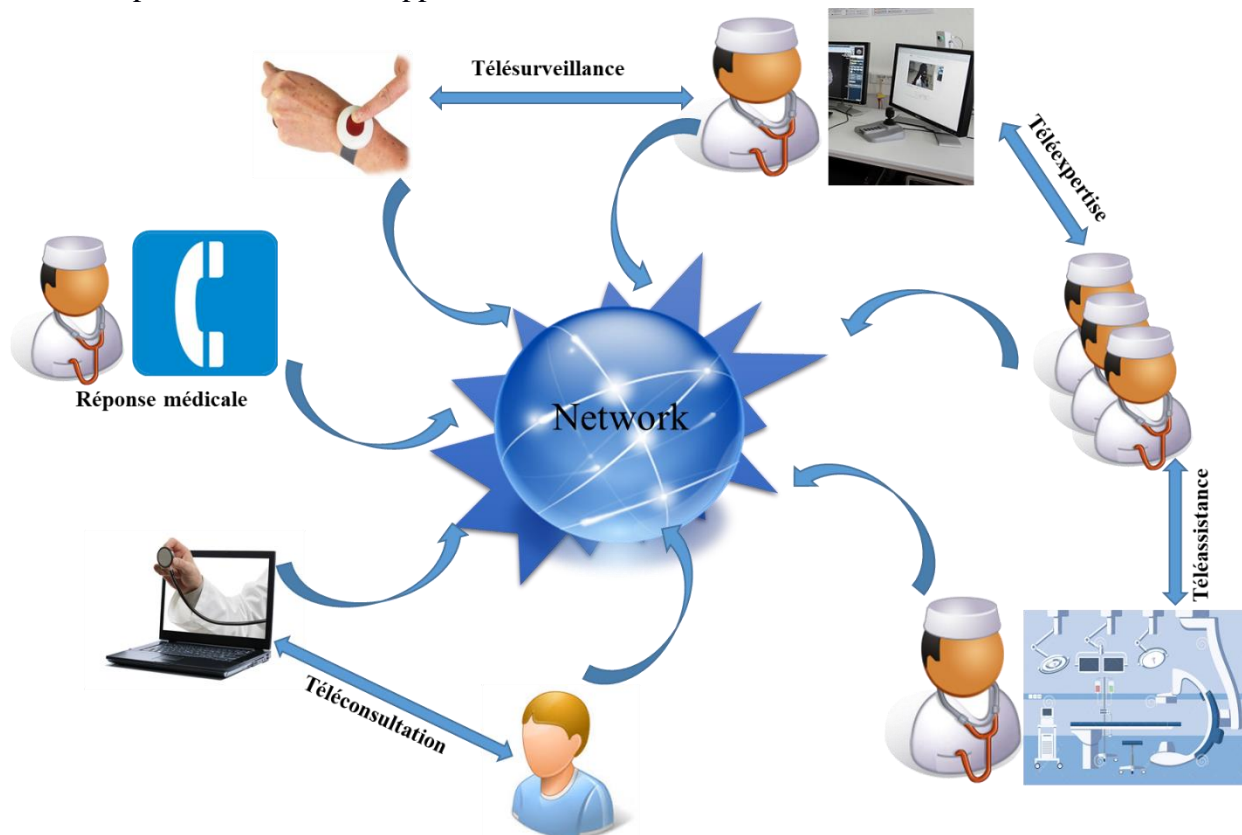 Télésurveillance
Téléexpertise
Réponse médicale
Network
Téléassistance
Téléconsultation